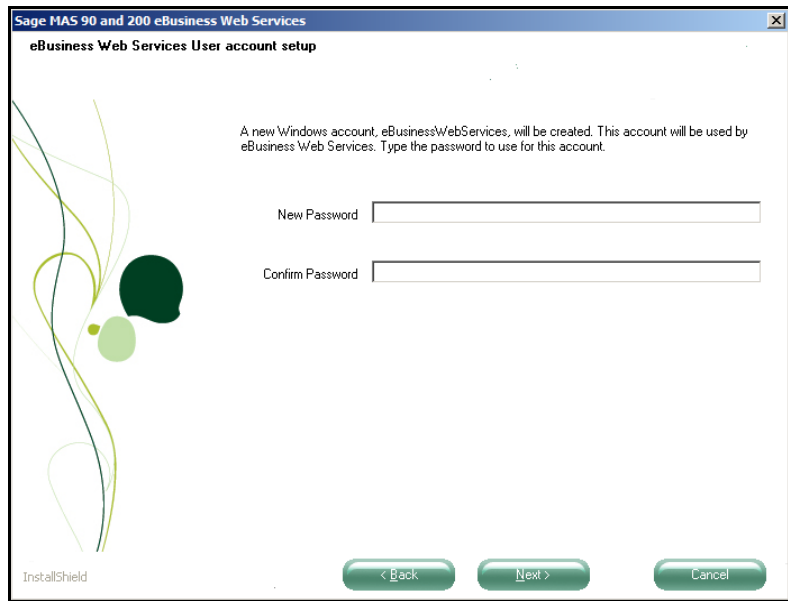 Sage MAS 90 and 200 eBusiness Web Services
eBusiness Web Services User account setup
A new Windows account, eBusinessWebServices, will be created. This account will be used by
eBusiness Web Services. Type the password to use for this account.
New Password
Confirm Password
InstallShield
< Back
Next >
Cancel